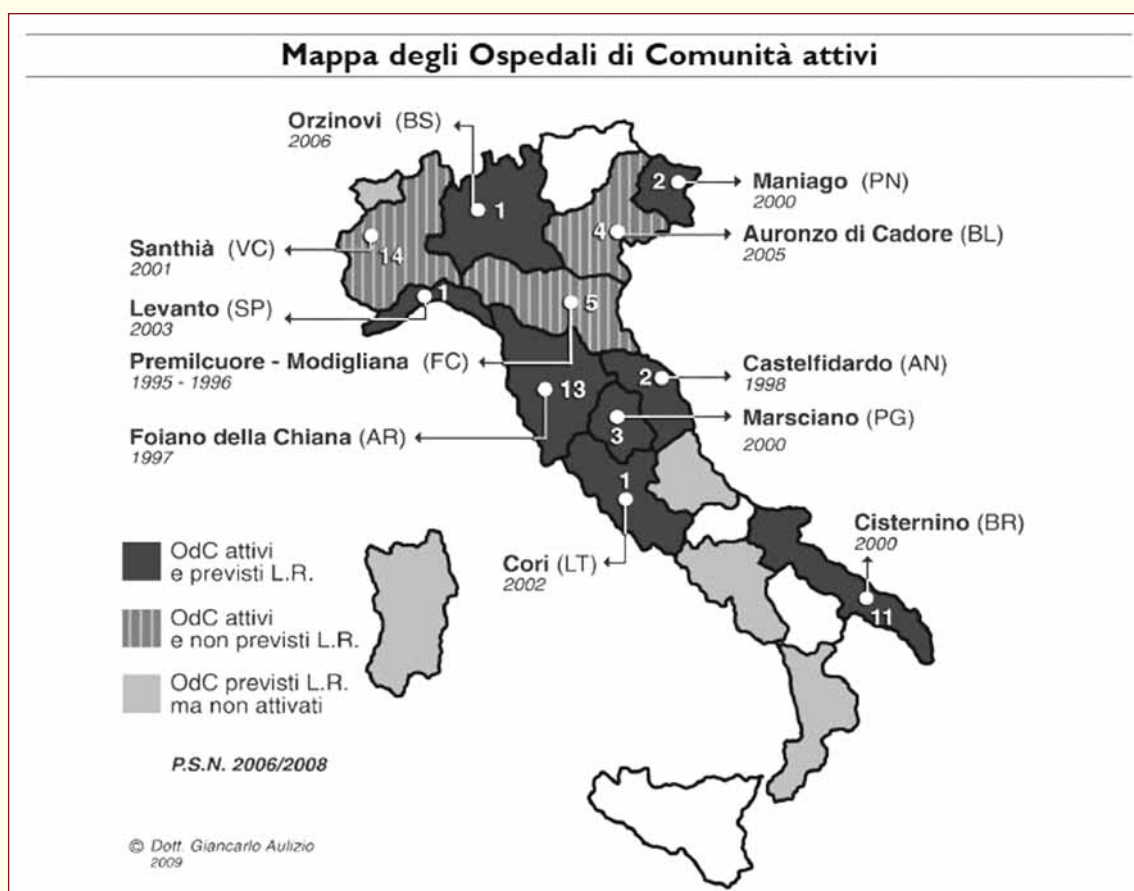 Mappa degli Ospedali di Comunità attivi
Orzinovi (BS)
2006
Maniago (PN)
2000
Auronzo di Cadore (BL)
2005
Santhià (VC)
2001
Levanto (SP)
2003
Premilcuore - Modigliana (FC)
1995 - 1996
Foiano della Chiana (AR)
1997
Castelfidardo (AN)
1998
Marsciano (PG)
2000
Cori (LT)
2002
Cisternino (BR)
2000
1
2
4
14
1
5
13
2
3
1
11
OdC attivi
e previsti L.R.
OdC attivi
e non previsti L.R.
OdC previsti L.R.
ma non attivati
P.S.N. 2006/2008
© Dott. Giancarlo Aulizio
2009